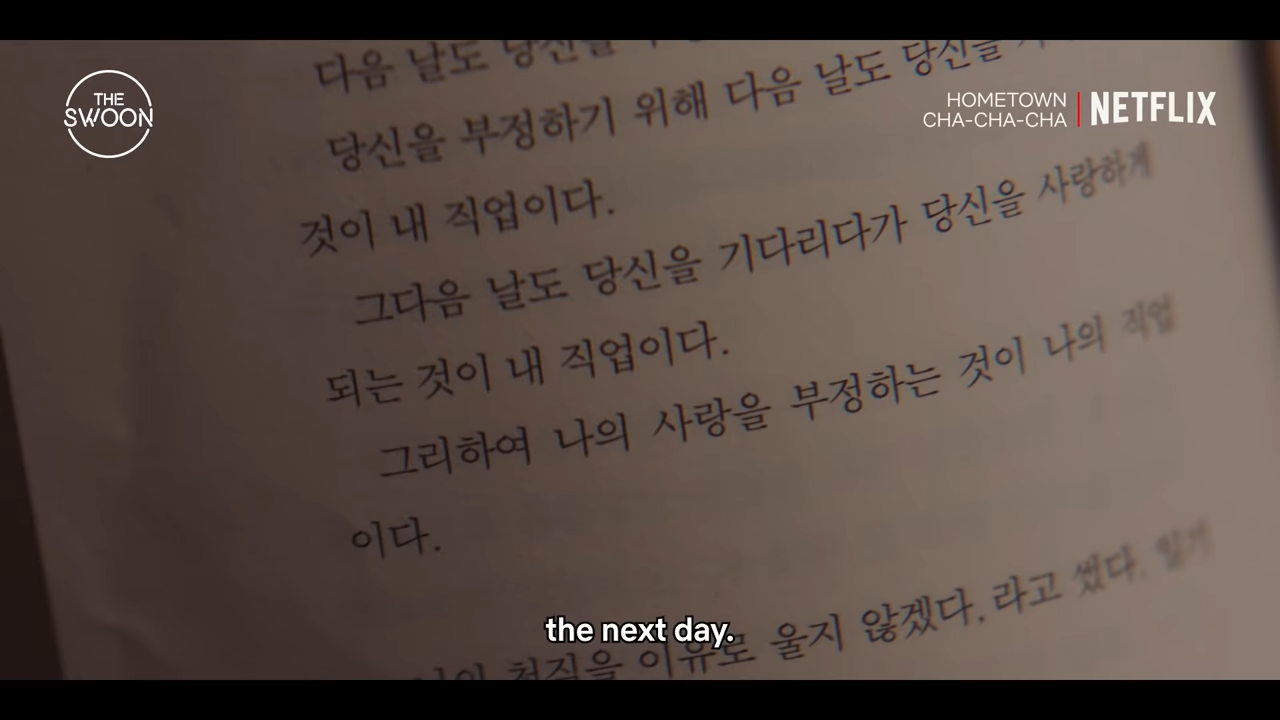 THE
SWOON
HOMETOWN
CHA-CHA-CHA
NETFLIX
다음 날도 당신을
당신을 부정하기 위해 다음 날도 당신을
것이 내 직업이다.
그다음 날도 당신을 기다리다가 당신을 사랑하게
되는 것이 내 직업이다.
그리하여 나의 사랑을 부정하는 것이 나의 직업
이다.
이유로 울지 않겠다, 라고 썼다.
the next day.